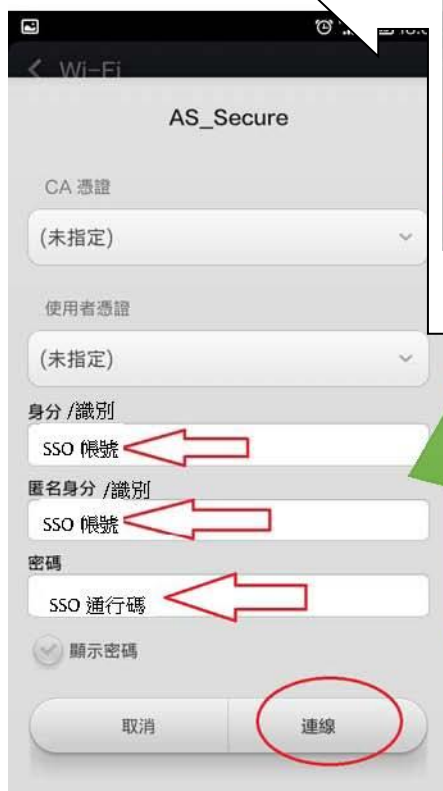 Wi-Fi
AS_Secure
CA 憑證
(未指定)
使用者憑證
(未指定)
身分 /識別
SSO 帳號
匿名身分 /識別
SSO 帳號
密碼
SSO 通行碼
顯示密碼
取消
連線